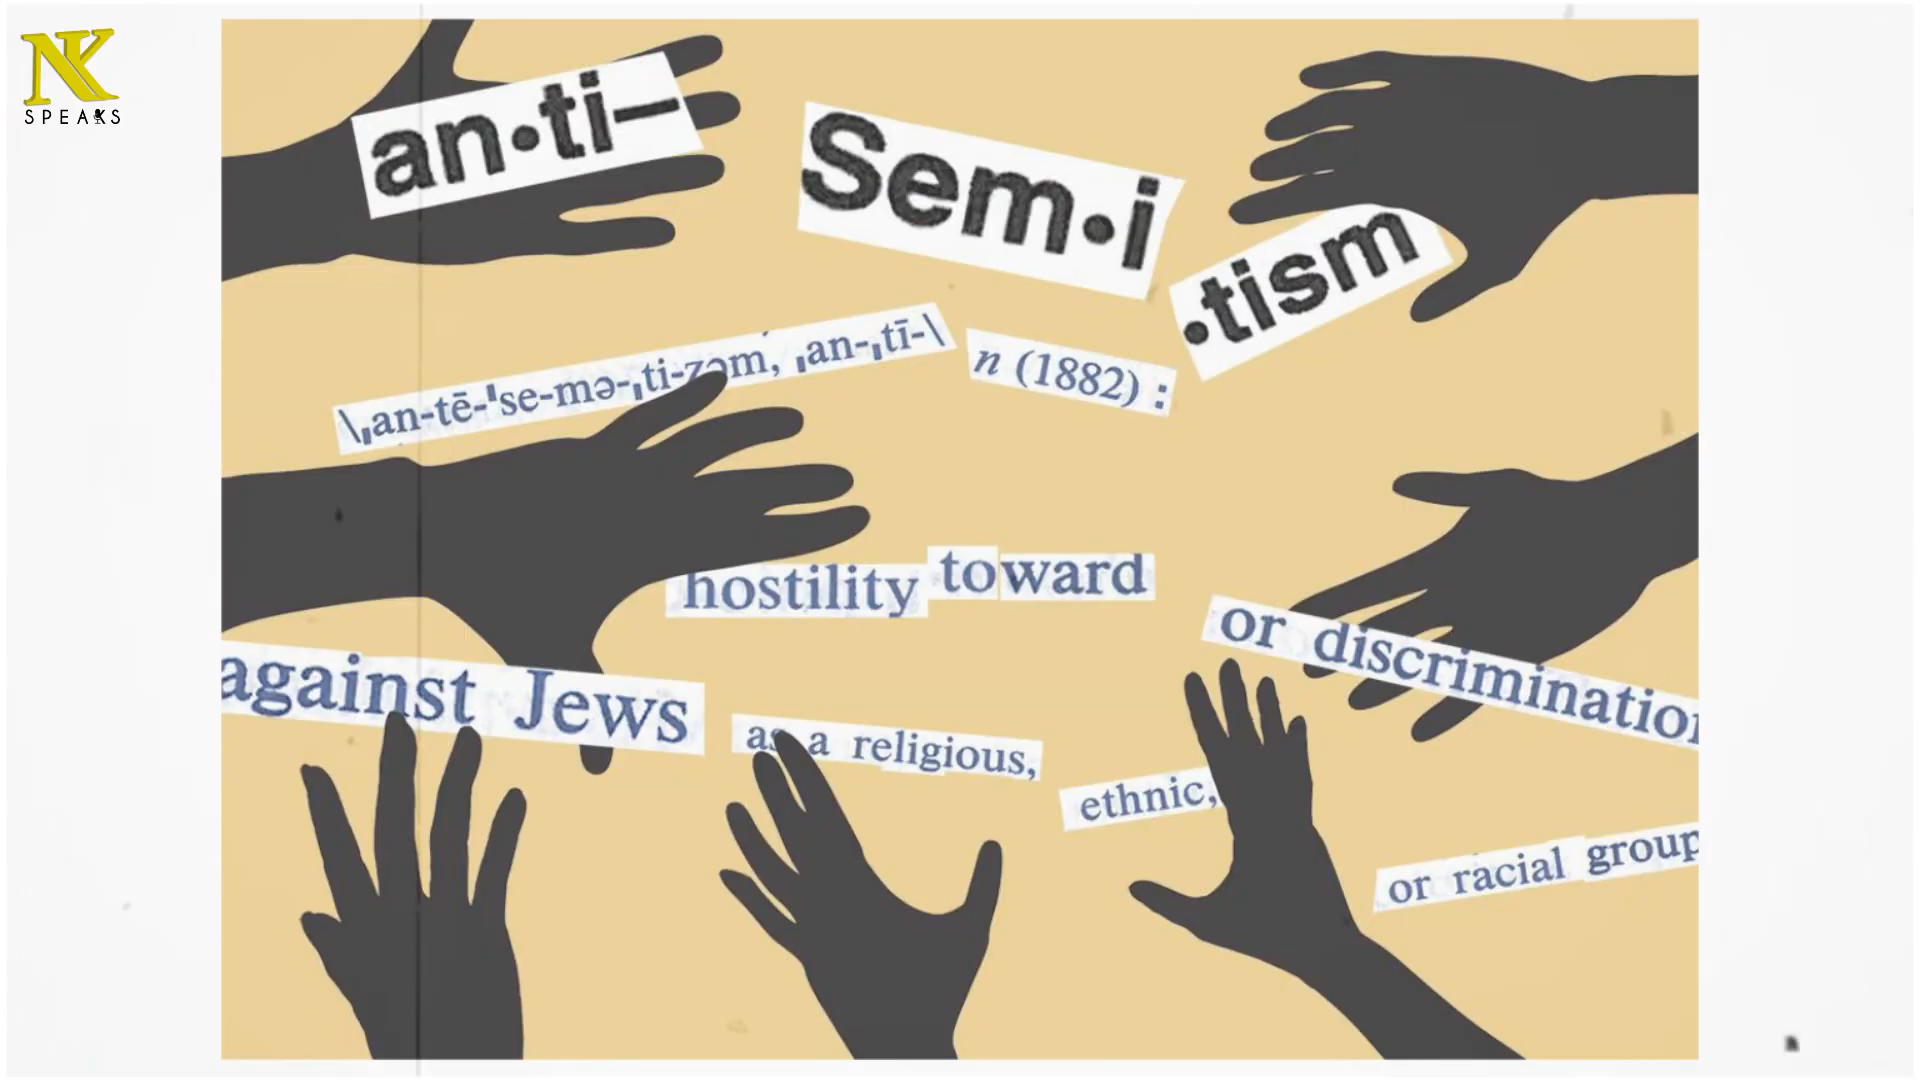 NK
SPEAKS
an•ti–
Sem•i
•tism
\ˌan-tē-ˈse-mə-ˌti-zəm, ˌan-ˌtī-\
n (1882) :
hostility toward
or discrimination
against Jews
as a religious,
ethnic,
or racial group